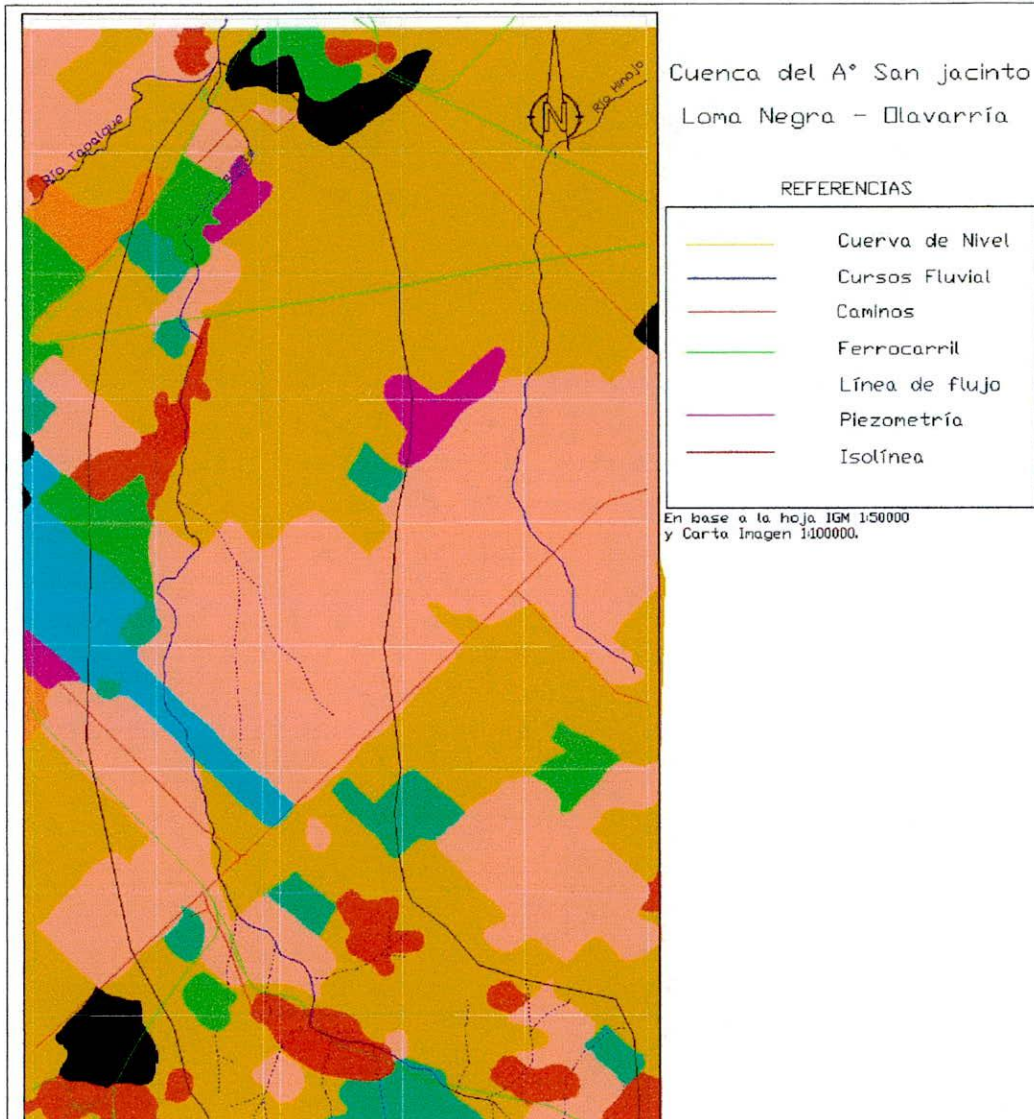 Cuenca del A° San jacinto
Loma Negra - Olavarría
N
Río Hinojo
Río Tapalque
REFERENCIAS
Cuerva de Nivel
Cursos Fluvial
Caminos
Ferrocarril
Línea de flujo
Piezometría
Isolínea
En base a la hoja IGM 1:50000
y Carta Imagen 1:100000.